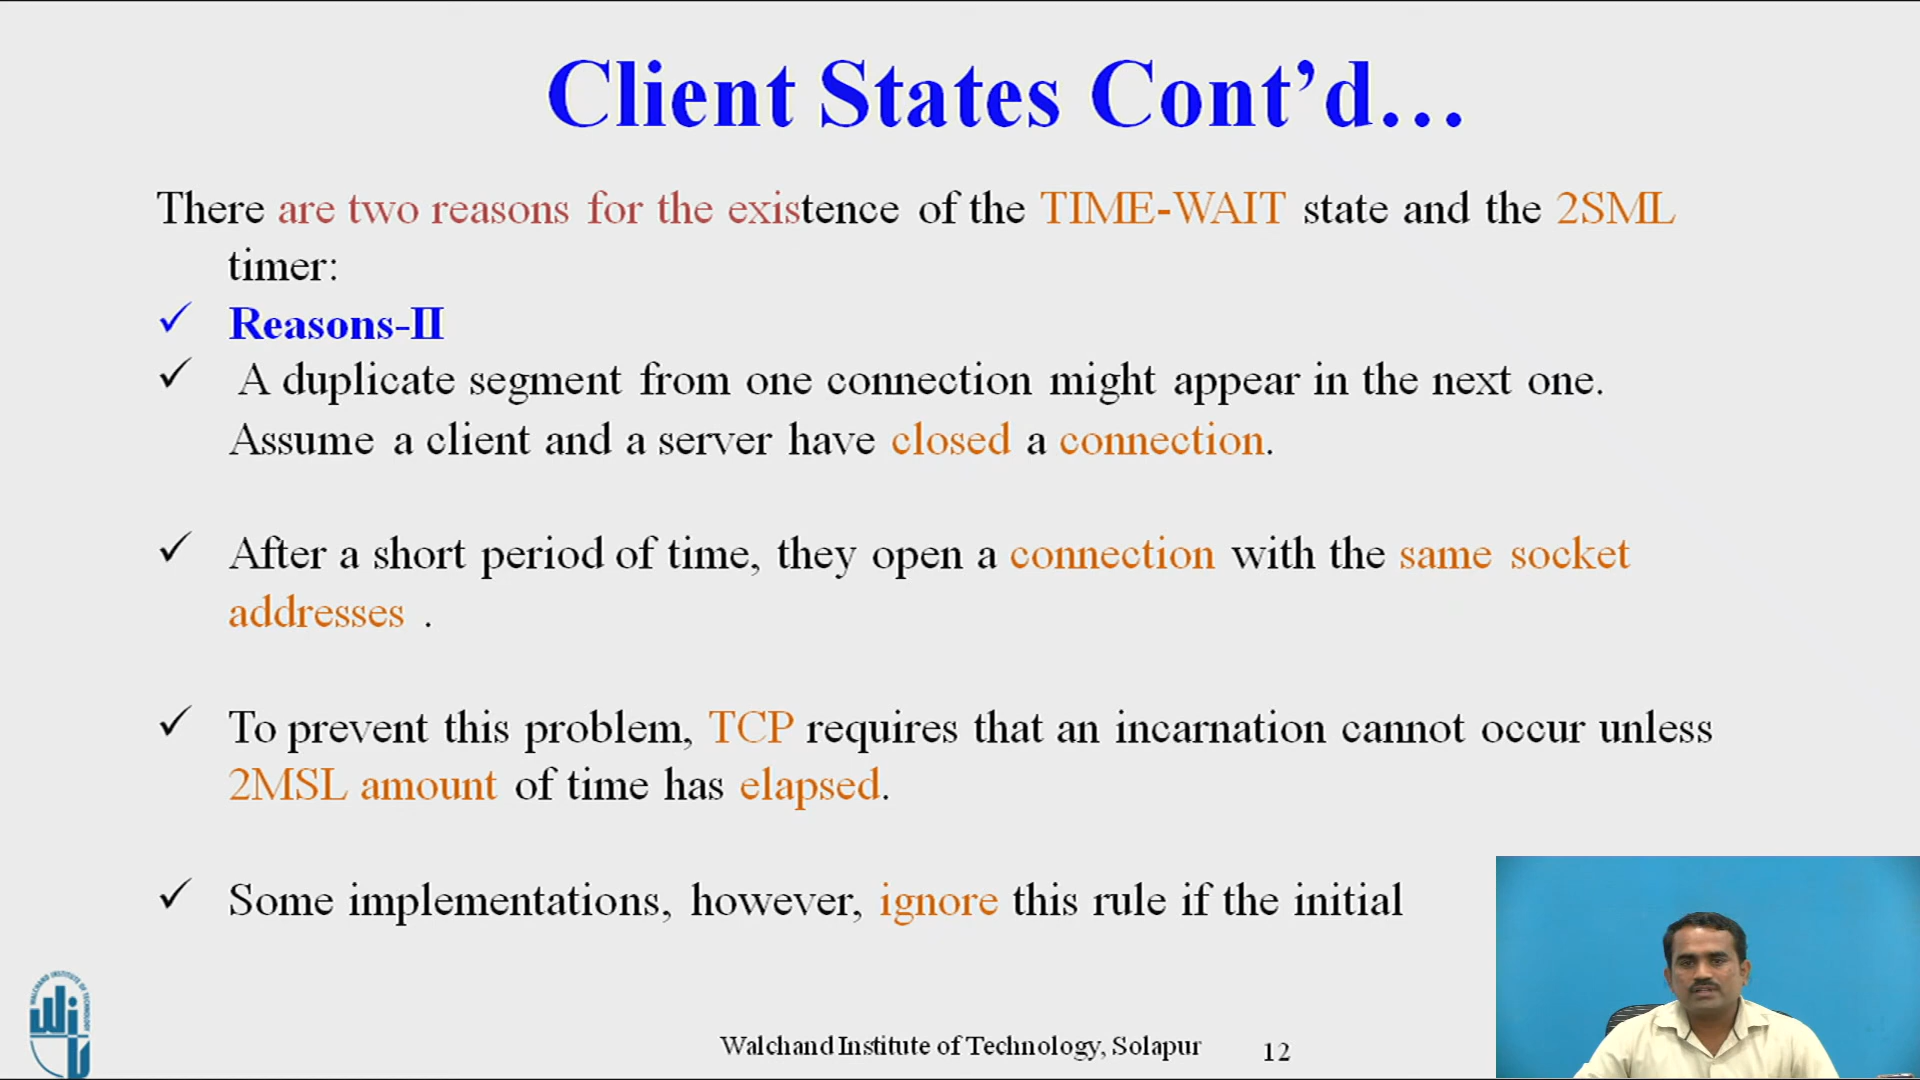 Client States Cont’d…
There are two reasons for the existence of the TIME-WAIT state and the 2SML
timer:
✓ Reasons-II
✓ A duplicate segment from one connection might appear in the next one.
Assume a client and a server have closed a connection.
✓ After a short period of time, they open a connection with the same socket
addresses .
✓ To prevent this problem, TCP requires that an incarnation cannot occur unless
2MSL amount of time has elapsed.
✓ Some implementations, however, ignore this rule if the initial
WALCHAND INSTITUTE OF TECHNOLOGY
Walchand Institute of Technology, Solapur 12